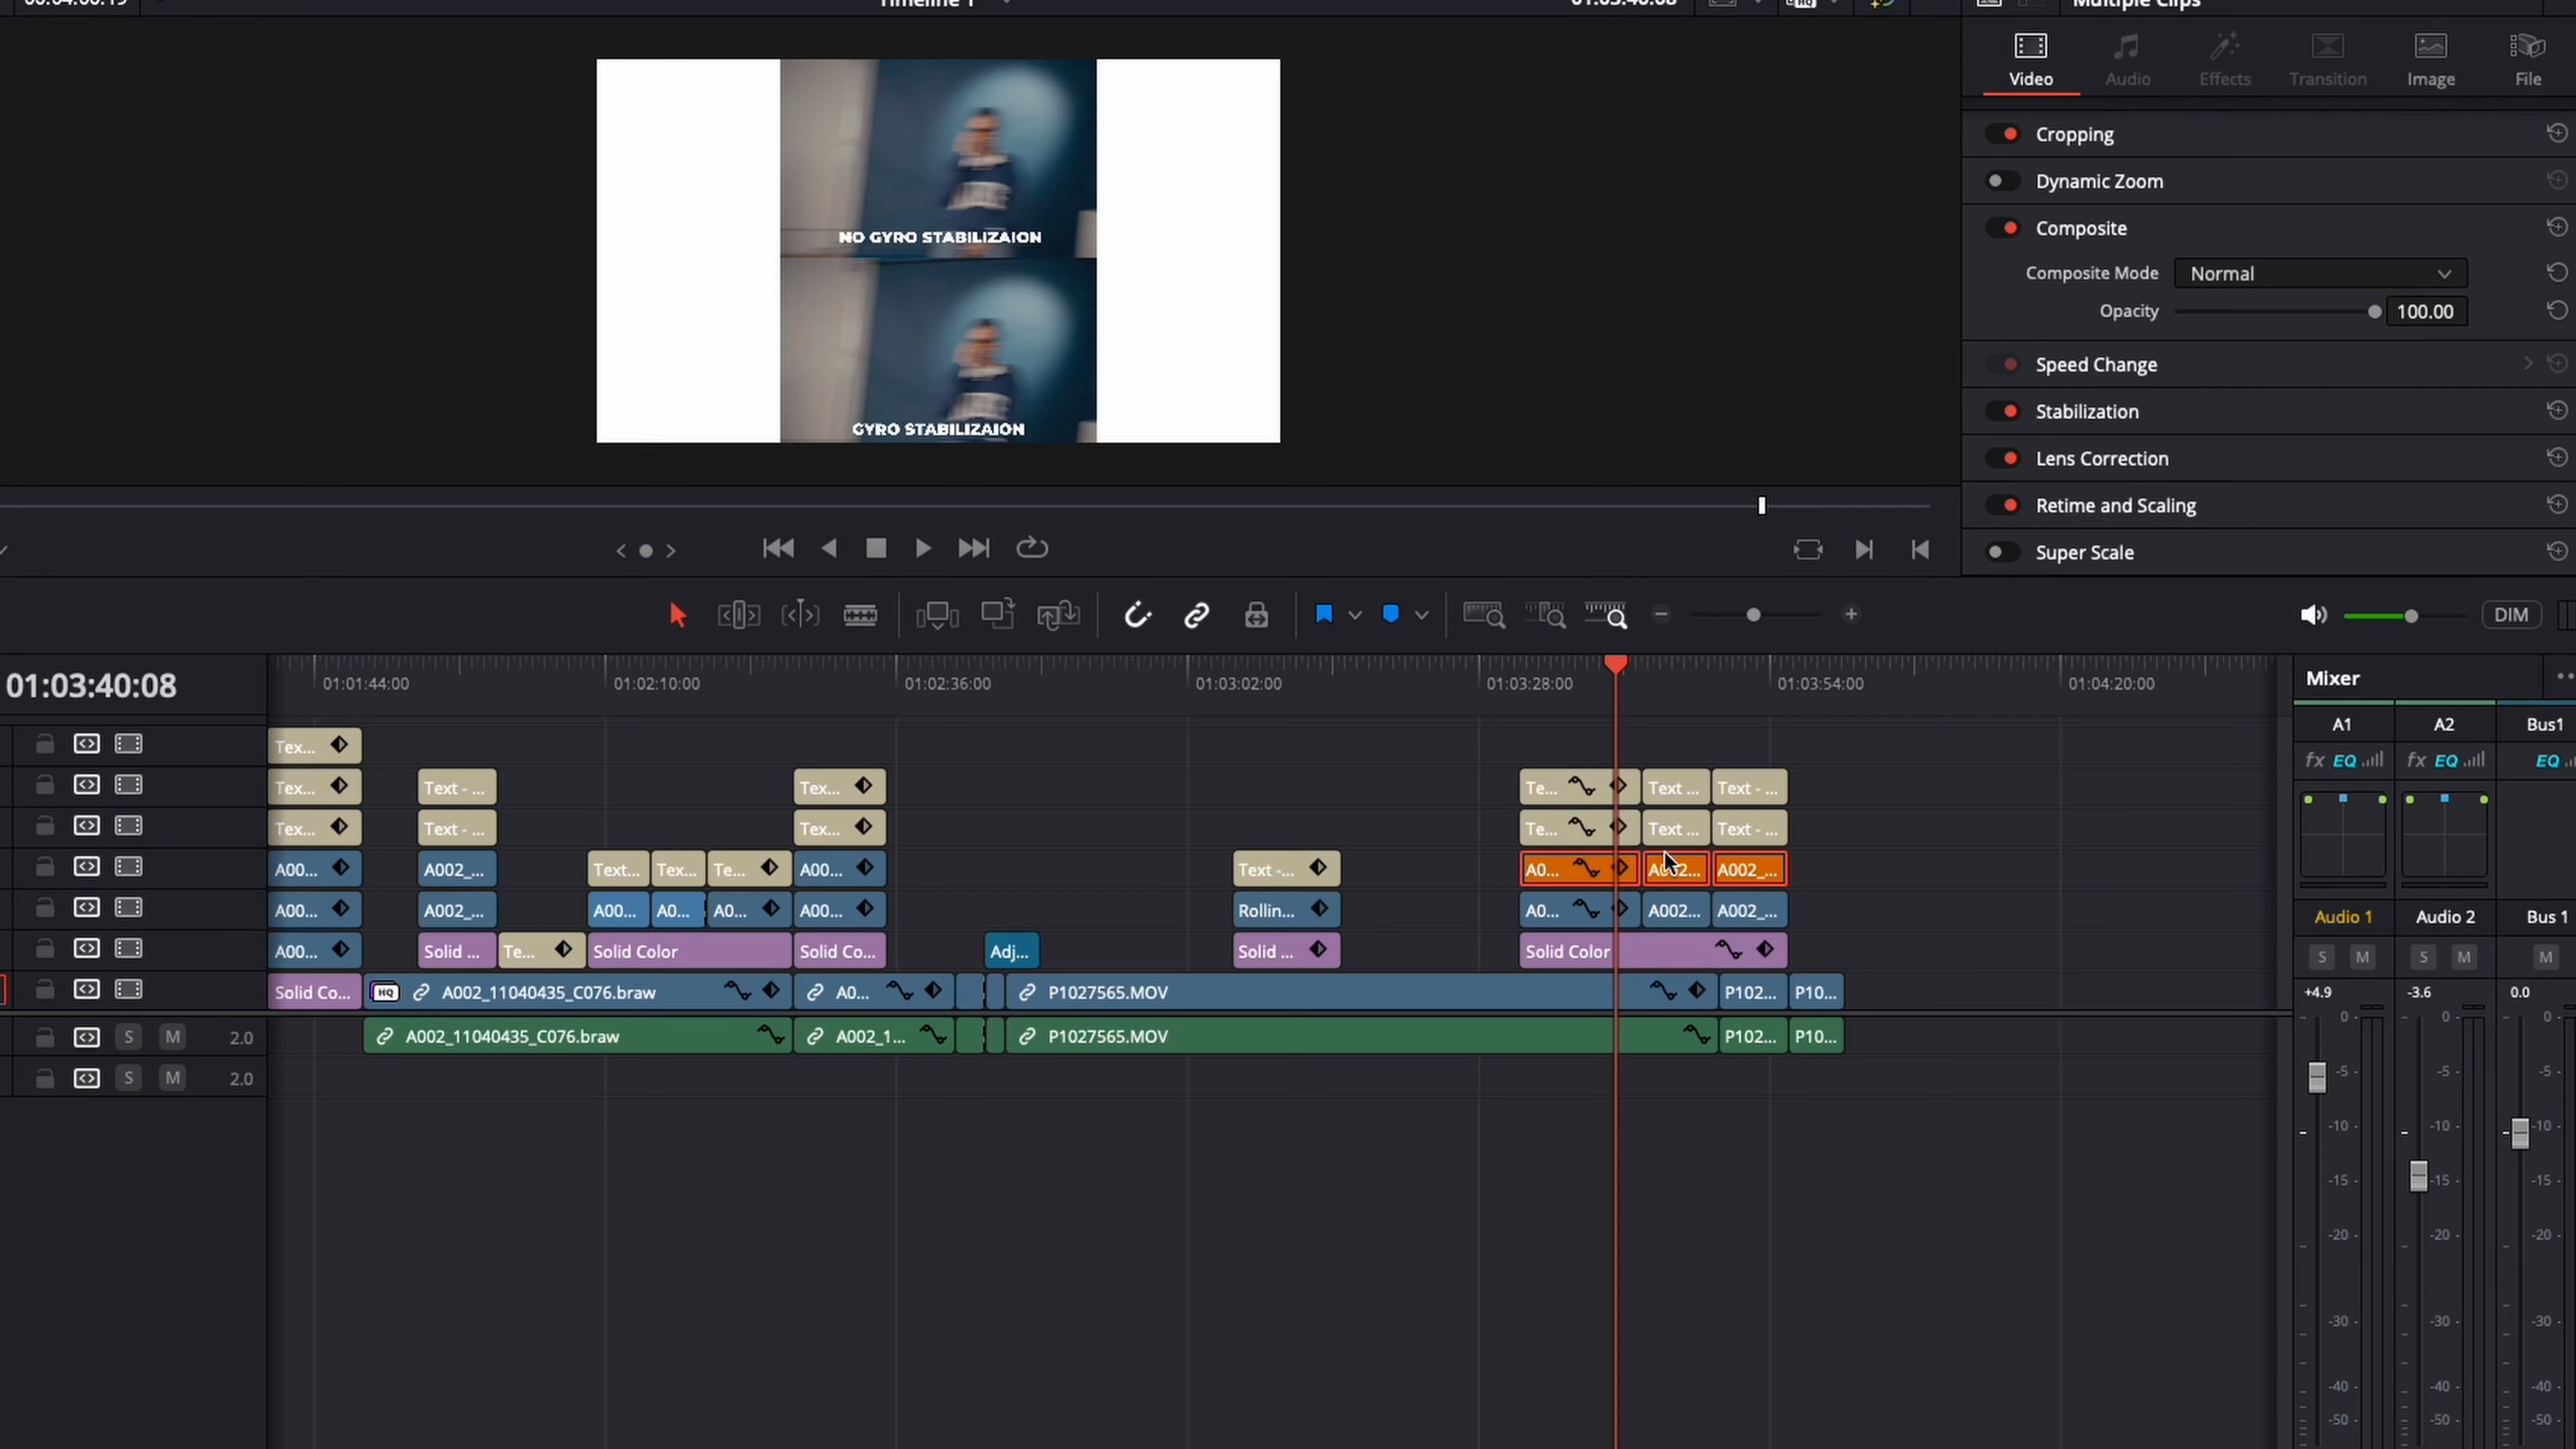 Timeline 1
01:03:40:08
Multiple Clips
Video
Audio
Effects
Transition
Image
File
NO GYRO STABILIZAION
GYRO STABILIZAION
Cropping
Dynamic Zoom
Composite
Composite Mode
Normal
Opacity
100.00
Speed Change
Stabilization
Lens Correction
Retime and Scaling
Super Scale
DIM
01:03:40:08
01:01:44:00
01:02:10:00
01:02:36:00
01:03:02:00
01:03:28:00
01:03:54:00
01:04:20:00
Tex...
Tex... Text - ... Tex... Te... Text ... Text - ...
Tex... Text - ... Tex... Te... Text ... Text - ...
A00... A002_... Text... Tex... Te... A00... Text -... A0... A002... A002_...
A00... A002_... A00... A0... A0... A00... Rollin... A0... A002... A002_...
A00... Solid ... Te... Solid Color Solid Co... Adj... Solid ... Solid Color
Solid Co... HQ A002_11040435_C076.braw A0... P1027565.MOV P102... P10...
S M 2.0 A002_11040435_C076.braw A002_1... P1027565.MOV P102... P10...
S M 2.0
Mixer
A1 A2 Bus1
fx EQ fx EQ EQ
Audio 1 Audio 2 Bus 1
S M S M M
+4.9 -3.6 0.0
0- 0- 0-
-5- -5- -5-
-10- -10- -10-
-15- -15- -15-
-20- -20- -20-
-30- -30- -30-
-40- -40- -40-
-50- -50- -50-